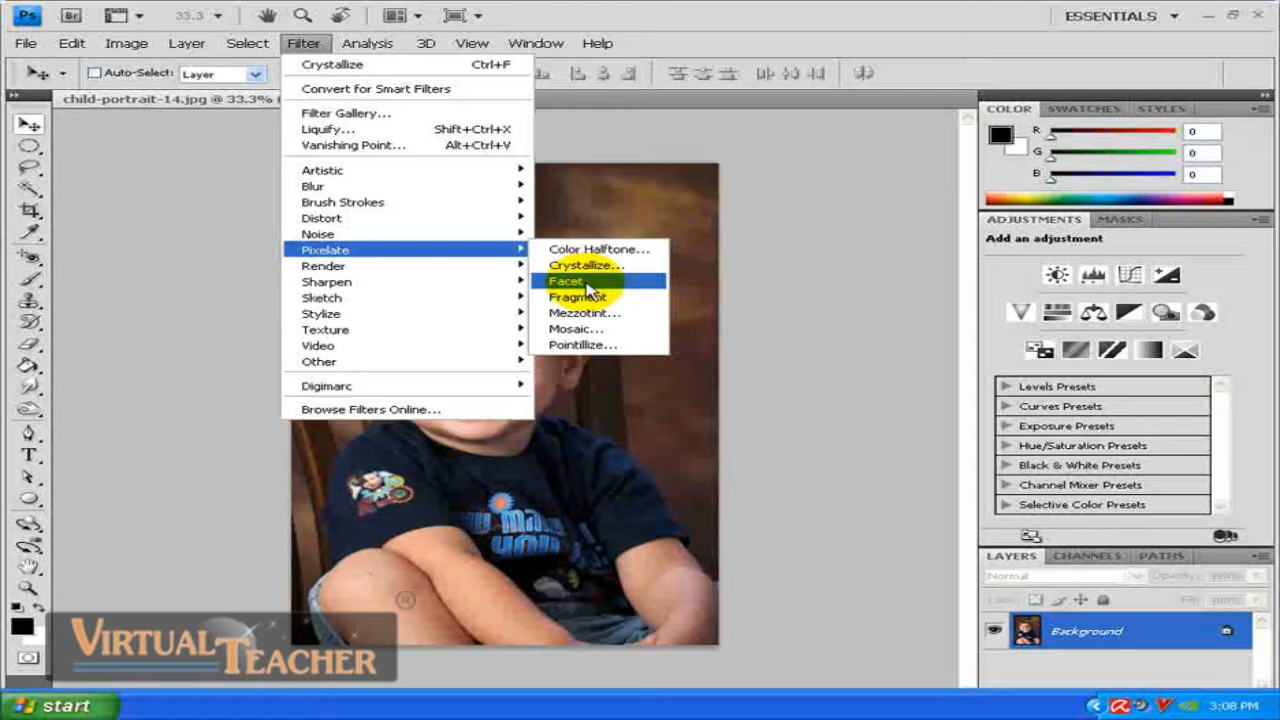 Ps Br 33.3 ESSENTIALS
File Edit Image Layer Select Filter Analysis 3D View Window Help
Auto-Select: Layer
child-portrait-14.jpg @ 33.3%
Crystallize Ctrl+F
Convert for Smart Filters
Filter Gallery...
Liquify... Shift+Ctrl+X
Vanishing Point... Alt+Ctrl+V
Artistic
Blur
Brush Strokes
Distort
Noise
Pixelate
Render
Sharpen
Sketch
Stylize
Texture
Video
Other
Digimarc
Browse Filters Online...
Color Halftone...
Crystallize...
Facet
Fragment
Mezzotint...
Mosaic...
Pointillize...
COLOR SWATCHES STYLES
R 0
G 0
B 0
ADJUSTMENTS MASKS
Add an adjustment
Levels Presets
Curves Presets
Exposure Presets
Hue/Saturation Presets
Black & White Presets
Channel Mixer Presets
Selective Color Presets
LAYERS CHANNELS PATHS
Normal Opacity: 100%
Lock: Fill: 100%
Background
YOU
®
VIRTUAL TEACHER
start 3:08 PM